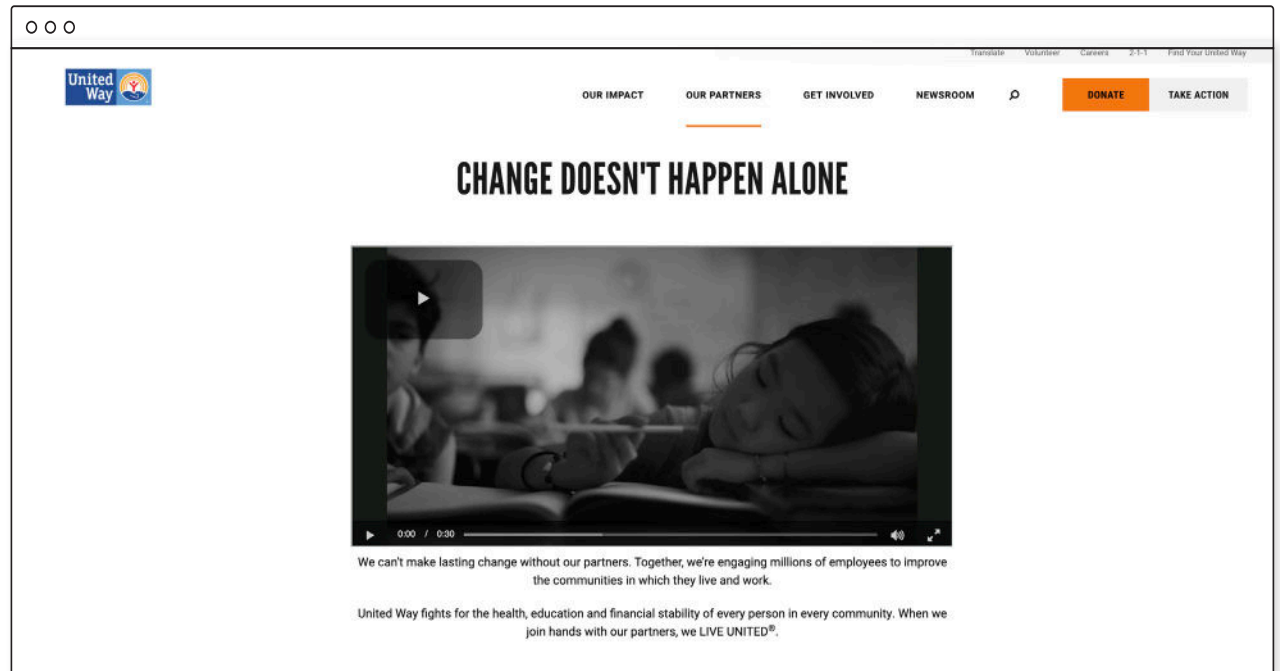 Translate Volunteer Careers 2-1-1 Find Your United Way
United
Way
OUR IMPACT OUR PARTNERS GET INVOLVED NEWSROOM DONATE TAKE ACTION
CHANGE DOESN'T HAPPEN ALONE
0:00 / 0:30
We can't make lasting change without our partners. Together, we're engaging millions of employees to improve
the communities in which they live and work.
United Way fights for the health, education and financial stability of every person in every community. When we
join hands with our partners, we LIVE UNITED®.